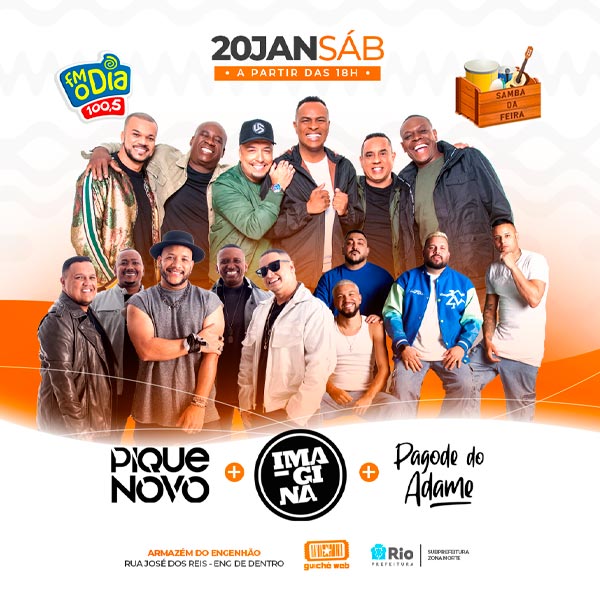 20JANSÁB
• A PARTIR DAS 18H •
FM
O DIA
100,5
SAMBA
DA
FEIRA
PIQUE
NOVO
+
IMA
GI
NA
+
Pagode do
Adame
ARMAZÉM DO ENGENHÃO
RUA JOSÉ DOS REIS - ENG DE DENTRO
guichê web
Rio
PREFEITURA
SUBPREFEITURA
ZONA NORTE